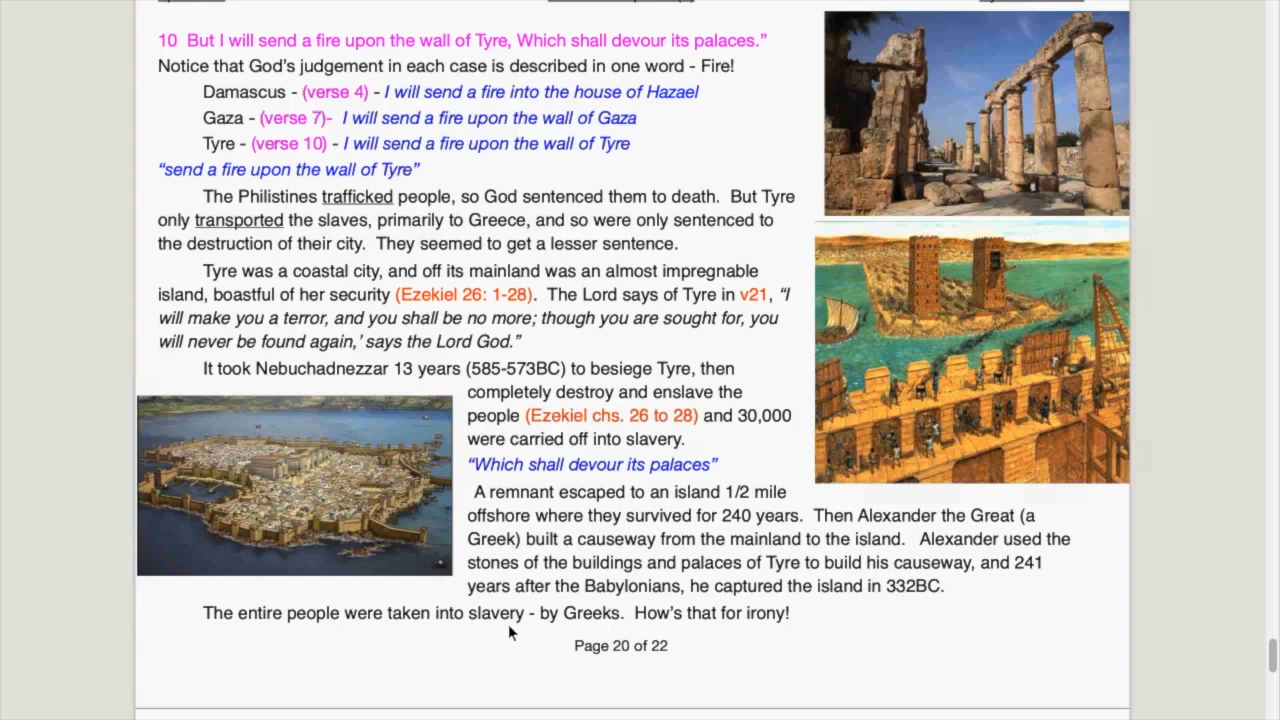 10  But I will send a fire upon the wall of Tyre, Which shall devour its palaces.”
Notice that God’s judgement in each case is described in one word - Fire!
Damascus - (verse 4) - I will send a fire into the house of Hazael
Gaza - (verse 7)-  I will send a fire upon the wall of Gaza
Tyre - (verse 10) - I will send a fire upon the wall of Tyre
“send a fire upon the wall of Tyre”
The Philistines trafficked people, so God sentenced them to death.  But Tyre
only transported the slaves, primarily to Greece, and so were only sentenced to
the destruction of their city.  They seemed to get a lesser sentence.
Tyre was a coastal city, and off its mainland was an almost impregnable
island, boastful of her security (Ezekiel 26: 1-28).  The Lord says of Tyre in v21, “I
will make you a terror, and you shall be no more; though you are sought for, you
will never be found again,’ says the Lord God.”
It took Nebuchadnezzar 13 years (585-573BC) to besiege Tyre, then
completely destroy and enslave the
people (Ezekiel chs. 26 to 28) and 30,000
were carried off into slavery.
“Which shall devour its palaces”
A remnant escaped to an island 1/2 mile
offshore where they survived for 240 years.  Then Alexander the Great (a
Greek) built a causeway from the mainland to the island.   Alexander used the
stones of the buildings and palaces of Tyre to build his causeway, and 241
years after the Babylonians, he captured the island in 332BC.
The entire people were taken into slavery - by Greeks.  How’s that for irony!
Page 20 of 22